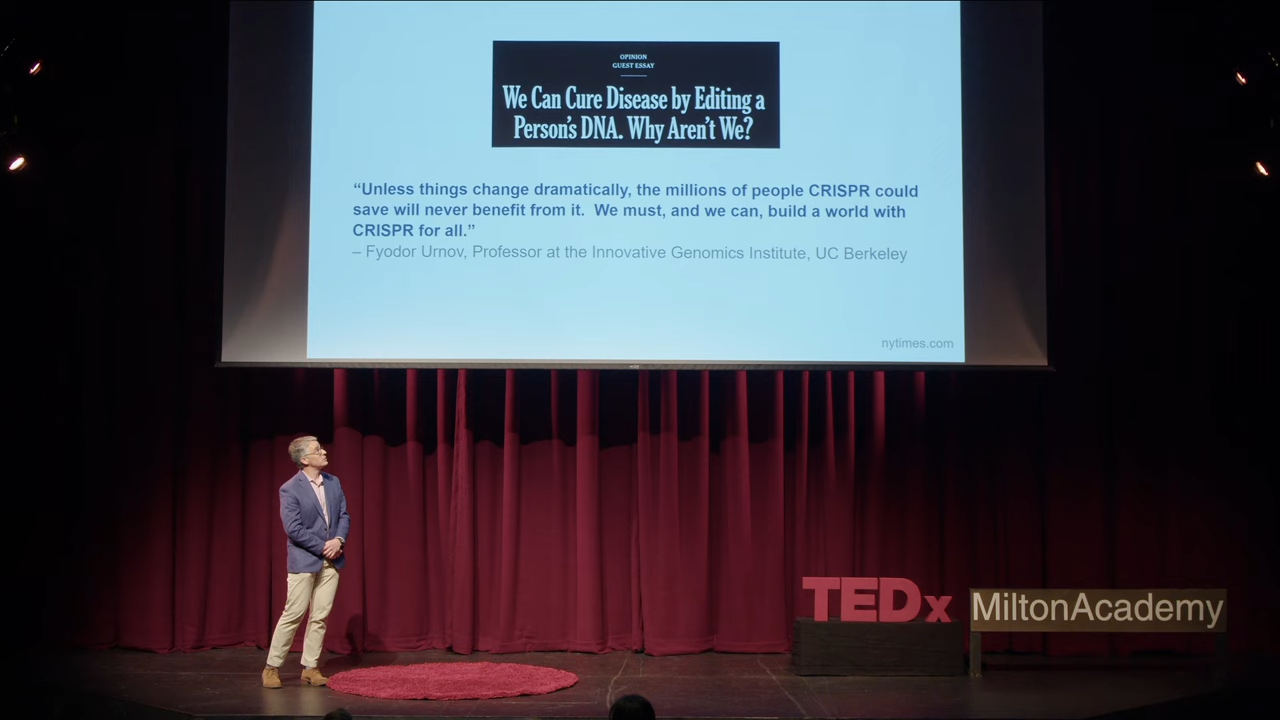 OPINION
GUEST ESSAY
We Can Cure Disease by Editing a
Person's DNA. Why Aren't We?
“Unless things change dramatically, the millions of people CRISPR could
save will never benefit from it.  We must, and we can, build a world with
CRISPR for all.”
– Fyodor Urnov, Professor at the Innovative Genomics Institute, UC Berkeley
nytimes.com
TEDx
MiltonAcademy